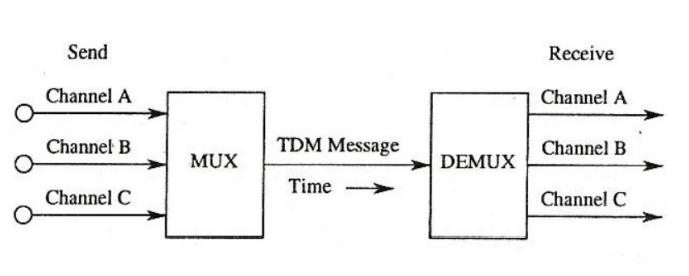 Send
Receive
Channel A
Channel A
Channel B
TDM Message
Channel B
MUX
DEMUX
Time
Channel C
Channel C